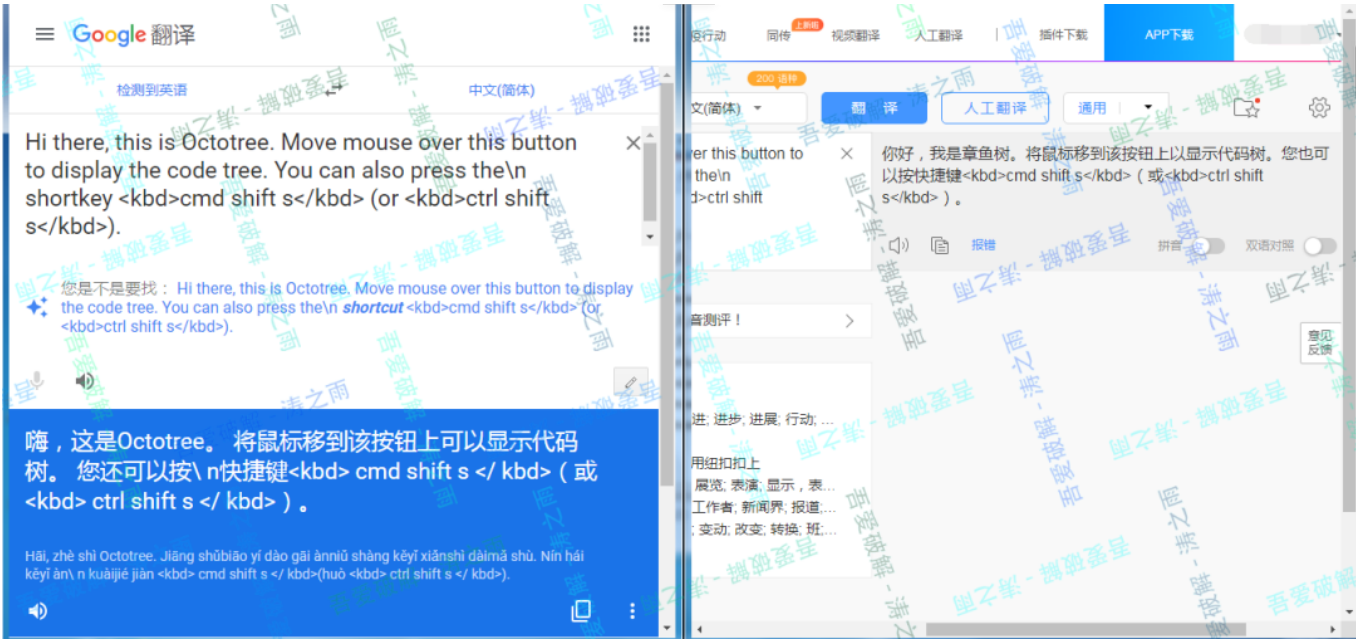 Google 翻译
检测到英语
中文(简体)
Hi there, this is Octotree. Move mouse over this button
to display the code tree. You can also press the\n
shortkey <kbd>cmd shift s</kbd> (or <kbd>ctrl shift
s</kbd>).
您是不是要找： Hi there, this is Octotree. Move mouse over this button to display
the code tree. You can also press the\n shortcut <kbd>cmd shift s</kbd> (or
<kbd>ctrl shift s</kbd>).
嗨，这是Octotree。 将鼠标移到该按钮上可以显示代码
树。 您还可以按\ n快捷键<kbd> cmd shift s </ kbd>（或
<kbd> ctrl shift s </ kbd>）。
Hāi, zhè shì Octotree. Jiāng shǔbiāo yí dào gāi ànniǔ shàng kěyǐ xiǎnshì dàimǎ shù. Nín hái
kěyǐ àn\ n kuàijié jiàn <kbd> cmd shift s </ kbd>(huò <kbd> ctrl shift s </ kbd>).
行动
同传
上新啦
视频翻译
人工翻译
插件下载
APP下载
200 语种
文(简体)
翻 译
人工翻译
通用
ver this button to
the\n
d>ctrl shift
你好，我是章鱼树。将鼠标移到该按钮上以显示代码树。您也可
以按快捷键<kbd>cmd shift s</kbd>（或<kbd>ctrl shift
s</kbd>）。
报错
拼音
双语对照
音测评！
意见
反馈
进; 进步; 进展; 行动; ...
用纽扣扣上
展览; 表演; 显示，表...
工作者; 新闻界; 报道;...
; 变动; 改变; 转换; 班;...
吾爱破解 - 涛之雨